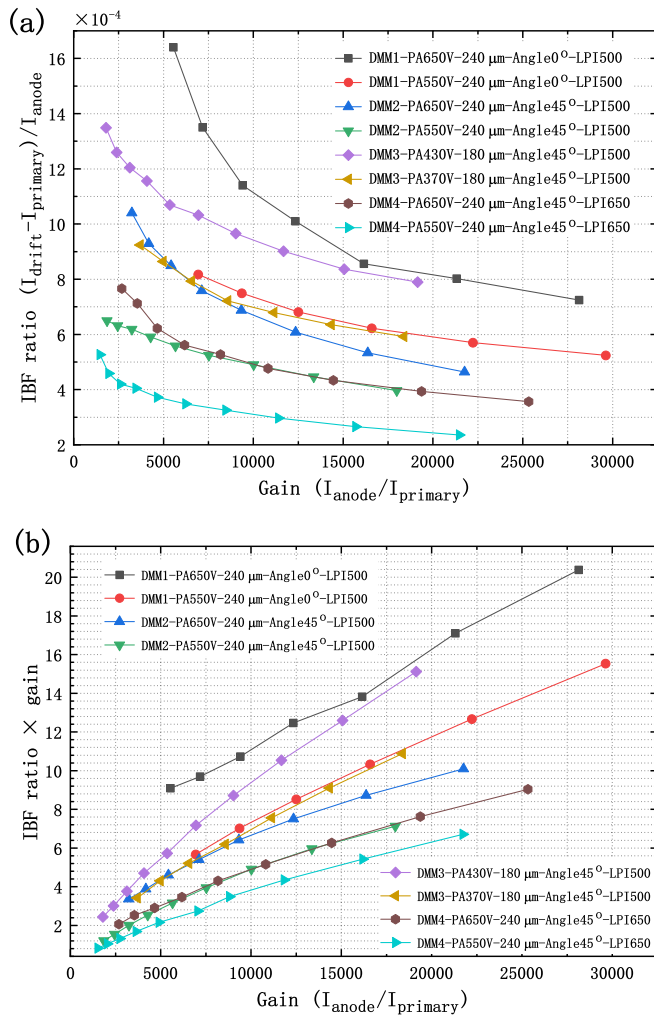 (a)
×10⁻⁴
16
14
12
10
8
6
4
2
IBF ratio (I_drift-I_primary)/I_anode
DMM1-PA650V-240 μm-Angle0°-LPI500
DMM1-PA550V-240 μm-Angle0°-LPI500
DMM2-PA650V-240 μm-Angle45°-LPI500
DMM2-PA550V-240 μm-Angle45°-LPI500
DMM3-PA430V-180 μm-Angle45°-LPI500
DMM3-PA370V-180 μm-Angle45°-LPI500
DMM4-PA650V-240 μm-Angle45°-LPI650
DMM4-PA550V-240 μm-Angle45°-LPI650
0 5000 10000 15000 20000 25000 30000
Gain (I_anode/I_primary)
(b)
20
18
16
14
12
10
8
6
4
2
IBF ratio × gain
DMM1-PA650V-240 μm-Angle0°-LPI500
DMM1-PA550V-240 μm-Angle0°-LPI500
DMM2-PA650V-240 μm-Angle45°-LPI500
DMM2-PA550V-240 μm-Angle45°-LPI500
DMM3-PA430V-180 μm-Angle45°-LPI500
DMM3-PA370V-180 μm-Angle45°-LPI500
DMM4-PA650V-240 μm-Angle45°-LPI650
DMM4-PA550V-240 μm-Angle45°-LPI650
0 5000 10000 15000 20000 25000 30000
Gain (I_anode/I_primary)